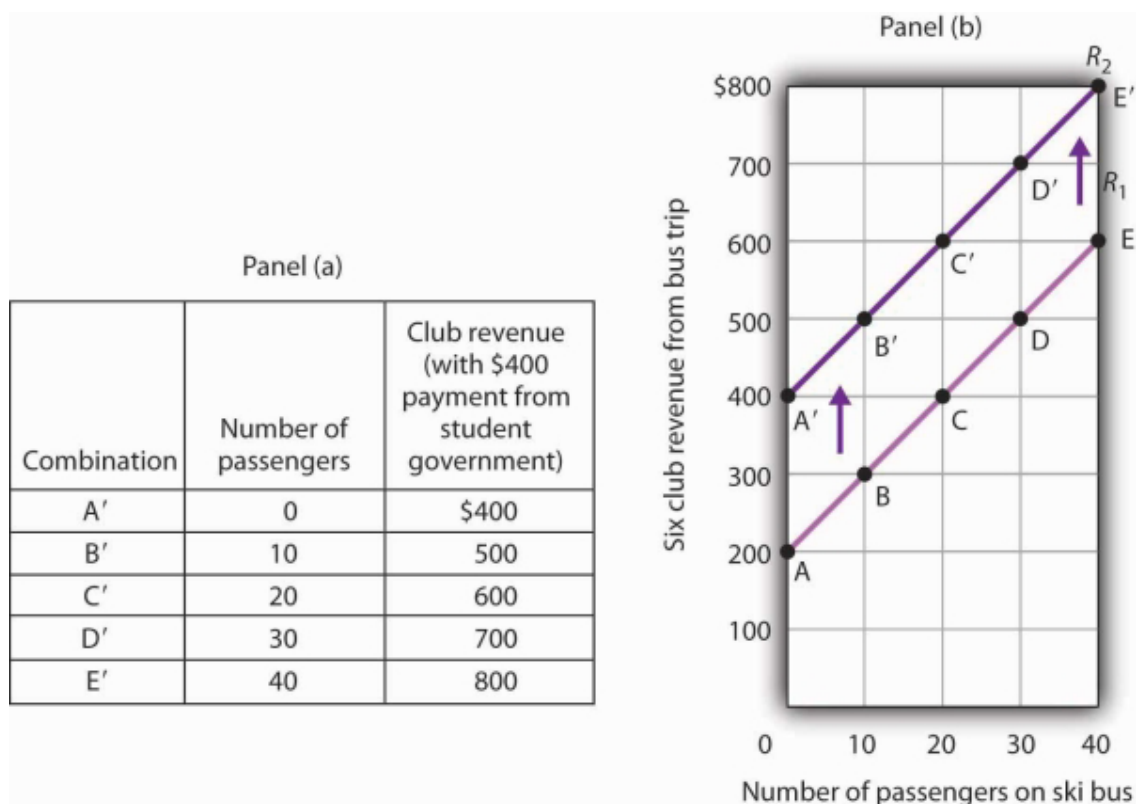 Panel (a)
Combination
Number of
passengers
Club revenue
(with $400
payment from
student
government)
A′ 0 $400
B′ 10 500
C′ 20 600
D′ 30 700
E′ 40 800
Panel (b)
R2
$800
E′
700
D′
R1
600
C′
E
500
B′
D
400
A′
C
300
B
200
A
100
0 10 20 30 40
Six club revenue from bus trip
Number of passengers on ski bus